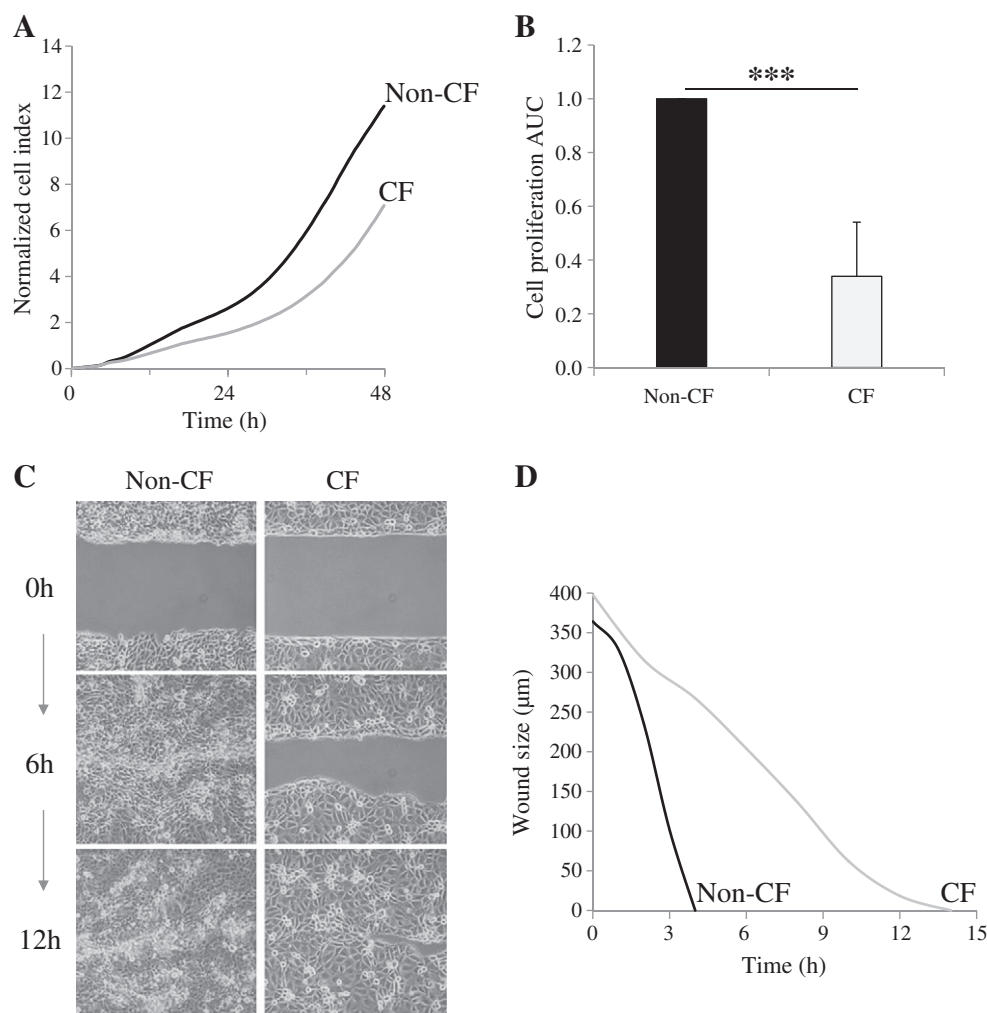 A
14
12
10
8
6
4
2
0
Normalized cell index
Non-CF
CF
0 24 48
Time (h)
B
1.2
1.0
0.8
0.6
0.4
0.2
0.0
Cell proliferation AUC
***
Non-CF CF
C
Non-CF CF
0h
6h
12h
D
400
350
300
250
200
150
100
50
0
Wound size (µm)
Non-CF CF
0 3 6 9 12 15
Time (h)